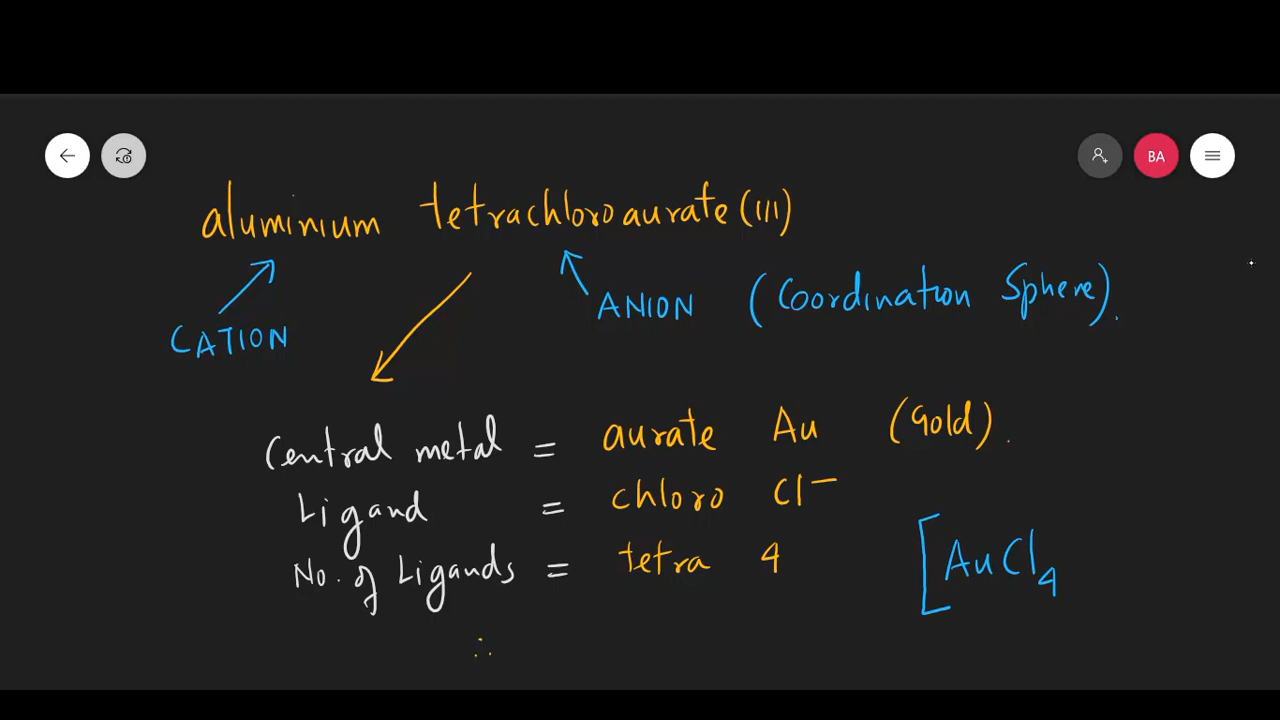 BA
aluminium tetrachloroaurate (III)
CATION
ANION (Coordination Sphere).
Central metal = aurate Au (Gold).
Ligand = chloro Cl⁻
No. of Ligands = tetra 4
[AuCl₄
∴